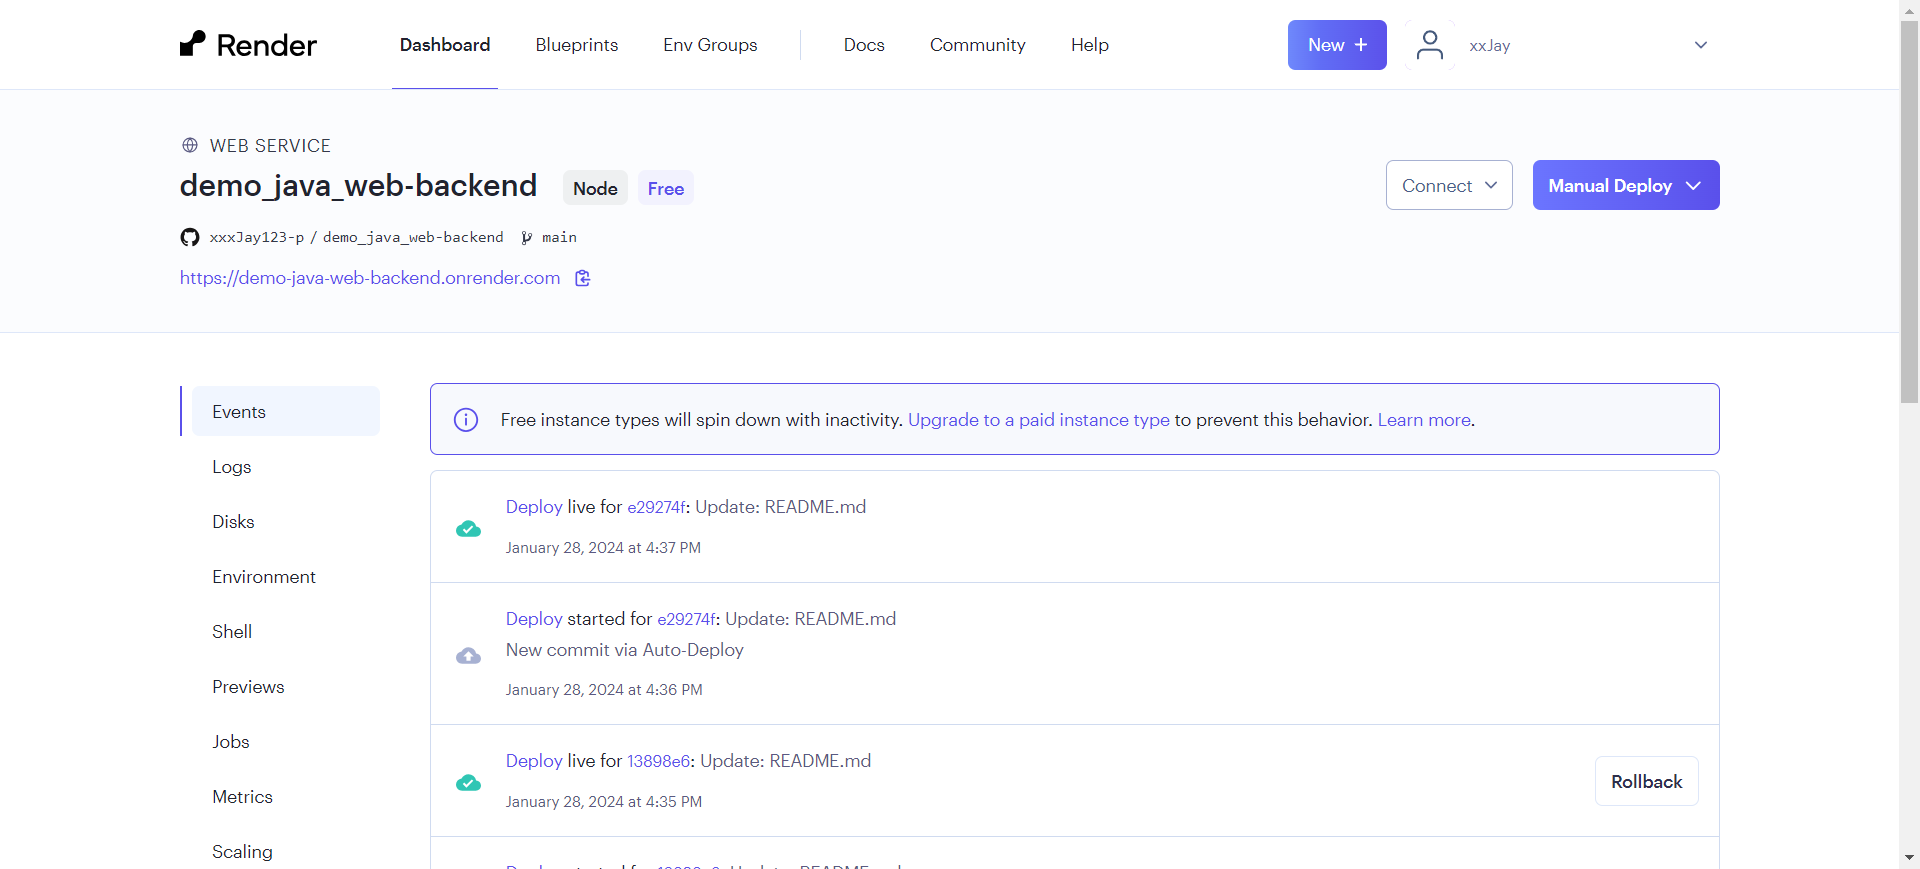 Render
Dashboard
Blueprints
Env Groups
Docs
Community
Help
New +
xxJay
WEB SERVICE
demo_java_web-backend
Node
Free
Connect
Manual Deploy
xxxJay123-p / demo_java_web-backend
main
https://demo-java-web-backend.onrender.com
Events
Logs
Disks
Environment
Shell
Previews
Jobs
Metrics
Scaling
Free instance types will spin down with inactivity. Upgrade to a paid instance type to prevent this behavior. Learn more.
Deploy live for e29274f: Update: README.md
January 28, 2024 at 4:37 PM
Deploy started for e29274f: Update: README.md
New commit via Auto-Deploy
January 28, 2024 at 4:36 PM
Deploy live for 13898e6: Update: README.md
January 28, 2024 at 4:35 PM
Rollback